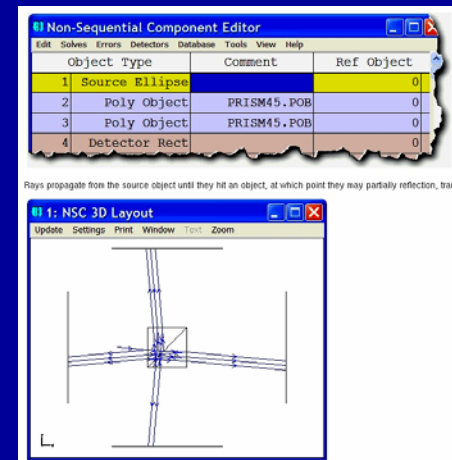 Non-Sequential Component Editor
Edit Solves Errors Detectors Database Tools View Help
Object Type Comment Ref Object
1 Source Ellipse 0
2 Poly Object PRISM45.POB 0
3 Poly Object PRISM45.POB 0
4 Detector Rect 0
Rays propagate from the source object until they hit an object, at which point they may partially reflection, tra
1: NSC 3D Layout
Update Settings Print Window Text Zoom